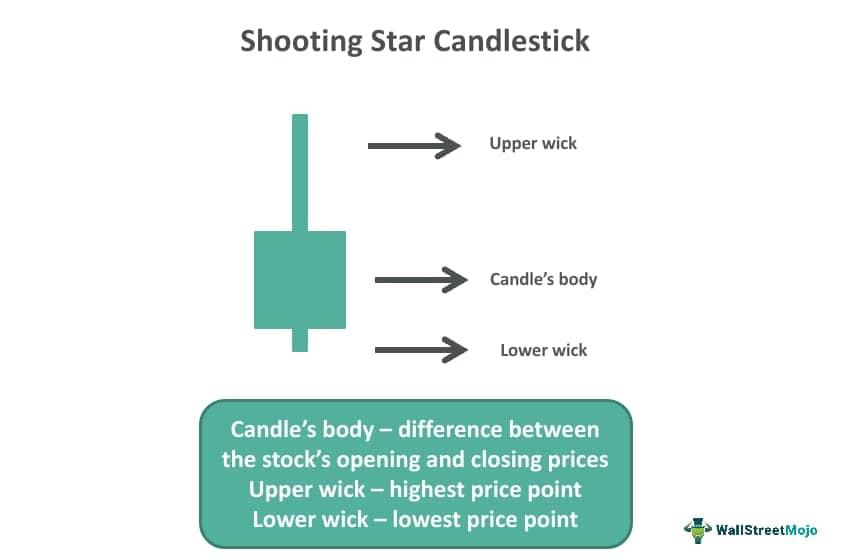 Shooting Star Candlestick
Upper wick
Candle’s body
Lower wick
Candle’s body – difference between
the stock’s opening and closing prices
Upper wick – highest price point
Lower wick – lowest price point
WallStreetMojo